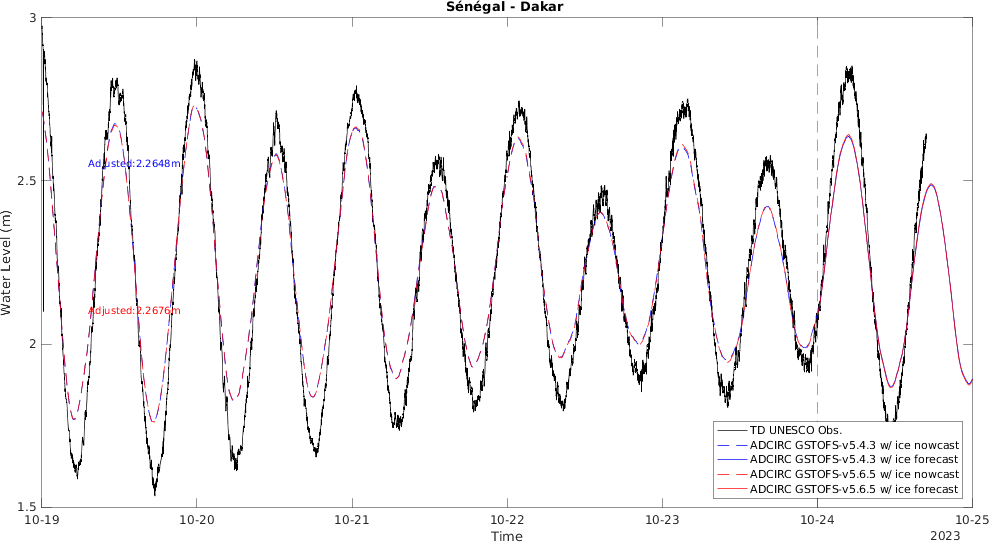 Sénégal - Dakar
3
2.5
2
1.5
Water Level (m)
Adjusted:2.2648m
Adjusted:2.2676m
TD UNESCO Obs.
ADCIRC GSTOFS-v5.4.3 w/ ice nowcast
ADCIRC GSTOFS-v5.4.3 w/ ice forecast
ADCIRC GSTOFS-v5.6.5 w/ ice nowcast
ADCIRC GSTOFS-v5.6.5 w/ ice forecast
10-19 10-20 10-21 10-22 10-23 10-24 10-25
Time
2023